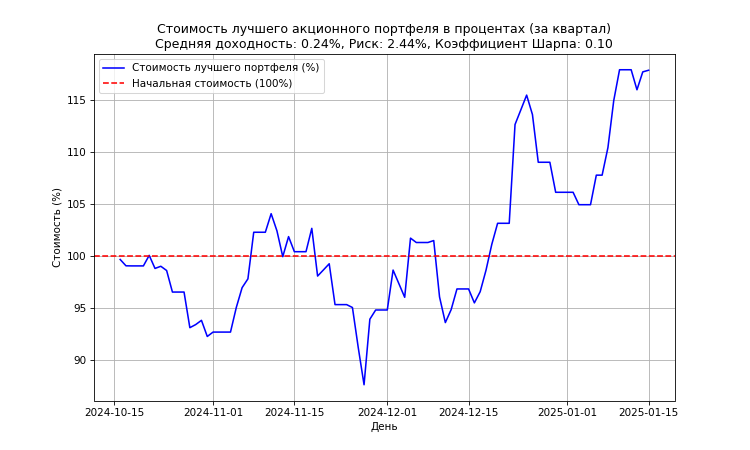 Стоимость лучшего акционного портфеля в процентах (за квартал)
Средняя доходность: 0.24%, Риск: 2.44%, Коэффициент Шарпа: 0.10
Стоимость лучшего портфеля (%)
Начальная стоимость (100%)
Стоимость (%)
115
110
105
100
95
90
2024-10-15
2024-11-01
2024-11-15
2024-12-01
2024-12-15
2025-01-01
2025-01-15
День